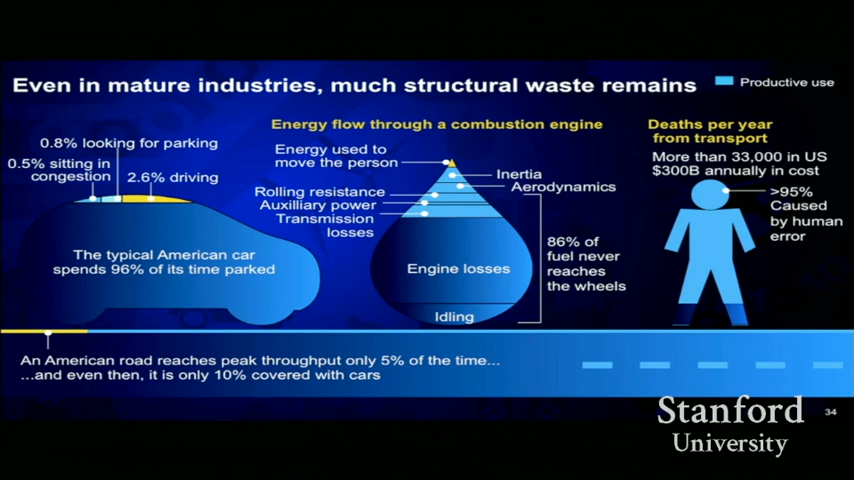 Even in mature industries, much structural waste remains
Productive use
0.8% looking for parking
0.5% sitting in
congestion
2.6% driving
The typical American car
spends 96% of its time parked
Energy flow through a combustion engine
Energy used to
move the person
Inertia
Aerodynamics
Rolling resistance
Auxilliary power
Transmission
losses
Engine losses
Idling
86% of
fuel never
reaches
the wheels
Deaths per year
from transport
More than 33,000 in US
$300B annually in cost
>95%
Caused
by human
error
An American road reaches peak throughput only 5% of the time...
...and even then, it is only 10% covered with cars
Stanford
University
34